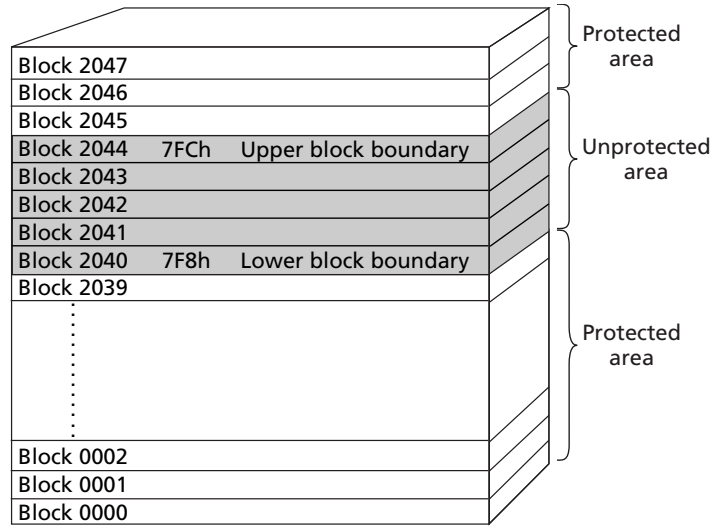 Protected
area
Block 2047
Block 2046
Block 2045
Block 2044 7FCh Upper block boundary
Unprotected
area
Block 2043
Block 2042
Block 2041
Block 2040 7F8h Lower block boundary
Block 2039
Protected
area
Block 0002
Block 0001
Block 0000